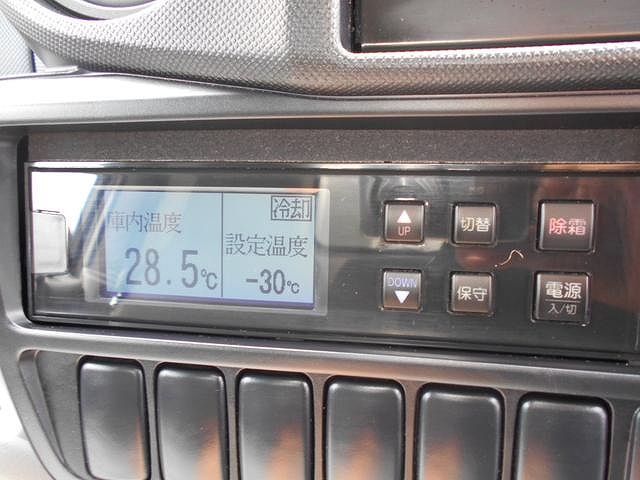 庫内温度
28.5℃
冷却
設定温度
-30℃
UP
切替
除霜
DOWN
保守
電源
入/切